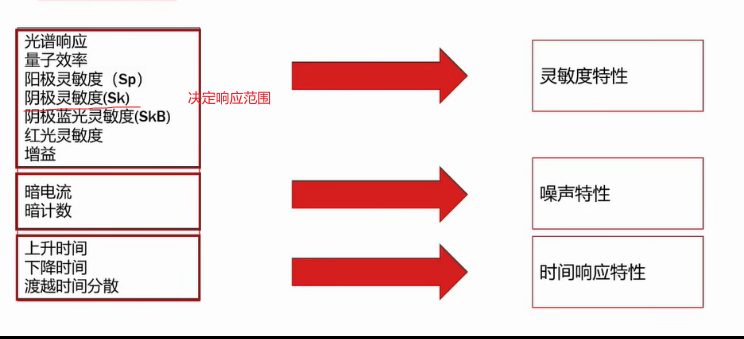 光谱响应
量子效率
阳极灵敏度（Sp）
阴极灵敏度(Sk)
决定响应范围
阴极蓝光灵敏度(SkB)
红光灵敏度
增益
灵敏度特性
暗电流
暗计数
噪声特性
上升时间
下降时间
渡越时间分散
时间响应特性